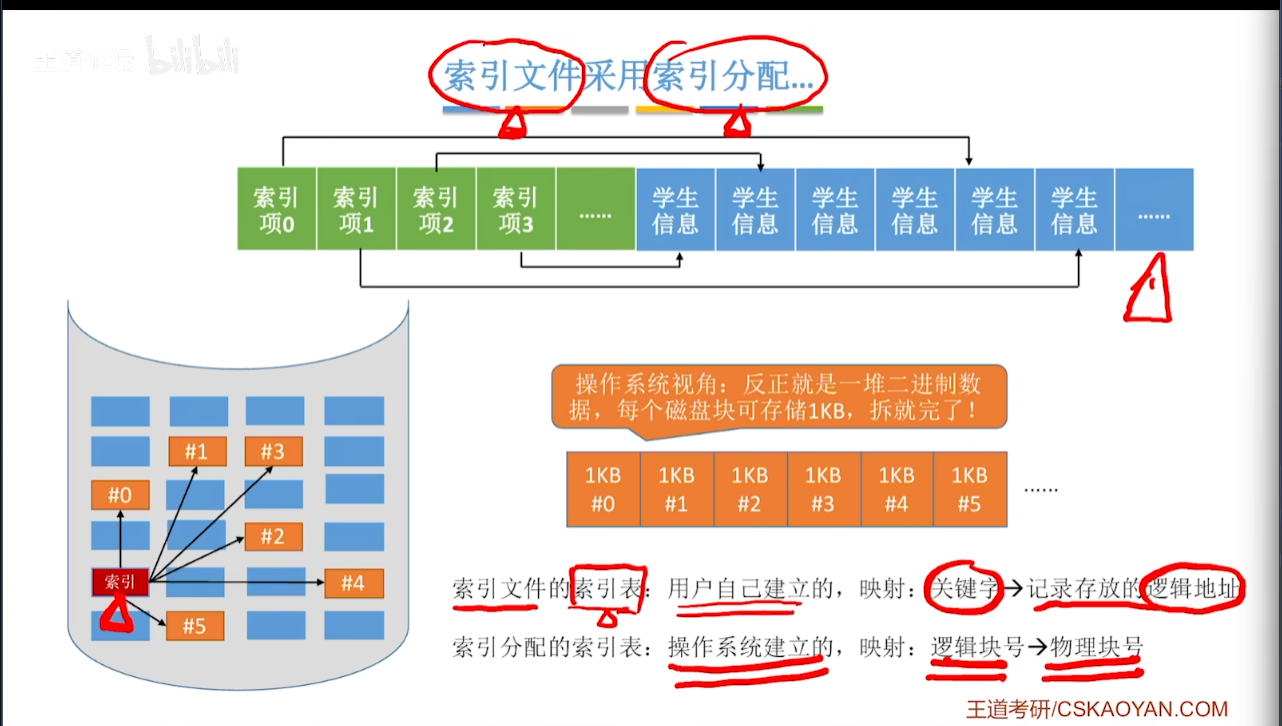 王道论坛 bilibili
索引文件采用索引分配...
索引项0
索引项1
索引项2
索引项3
......
学生信息
学生信息
学生信息
学生信息
学生信息
学生信息
......
操作系统视角：反正就是一堆二进制数
据，每个磁盘块可存储1KB，拆就完了！
#1
#3
#0
#2
索引
#4
#5
1KB #0
1KB #1
1KB #2
1KB #3
1KB #4
1KB #5
......
索引文件的索引表：用户自己建立的，映射：关键字→记录存放的逻辑地址
索引分配的索引表：操作系统建立的，映射：逻辑块号→物理块号
王道考研/CSKAOYAN.COM